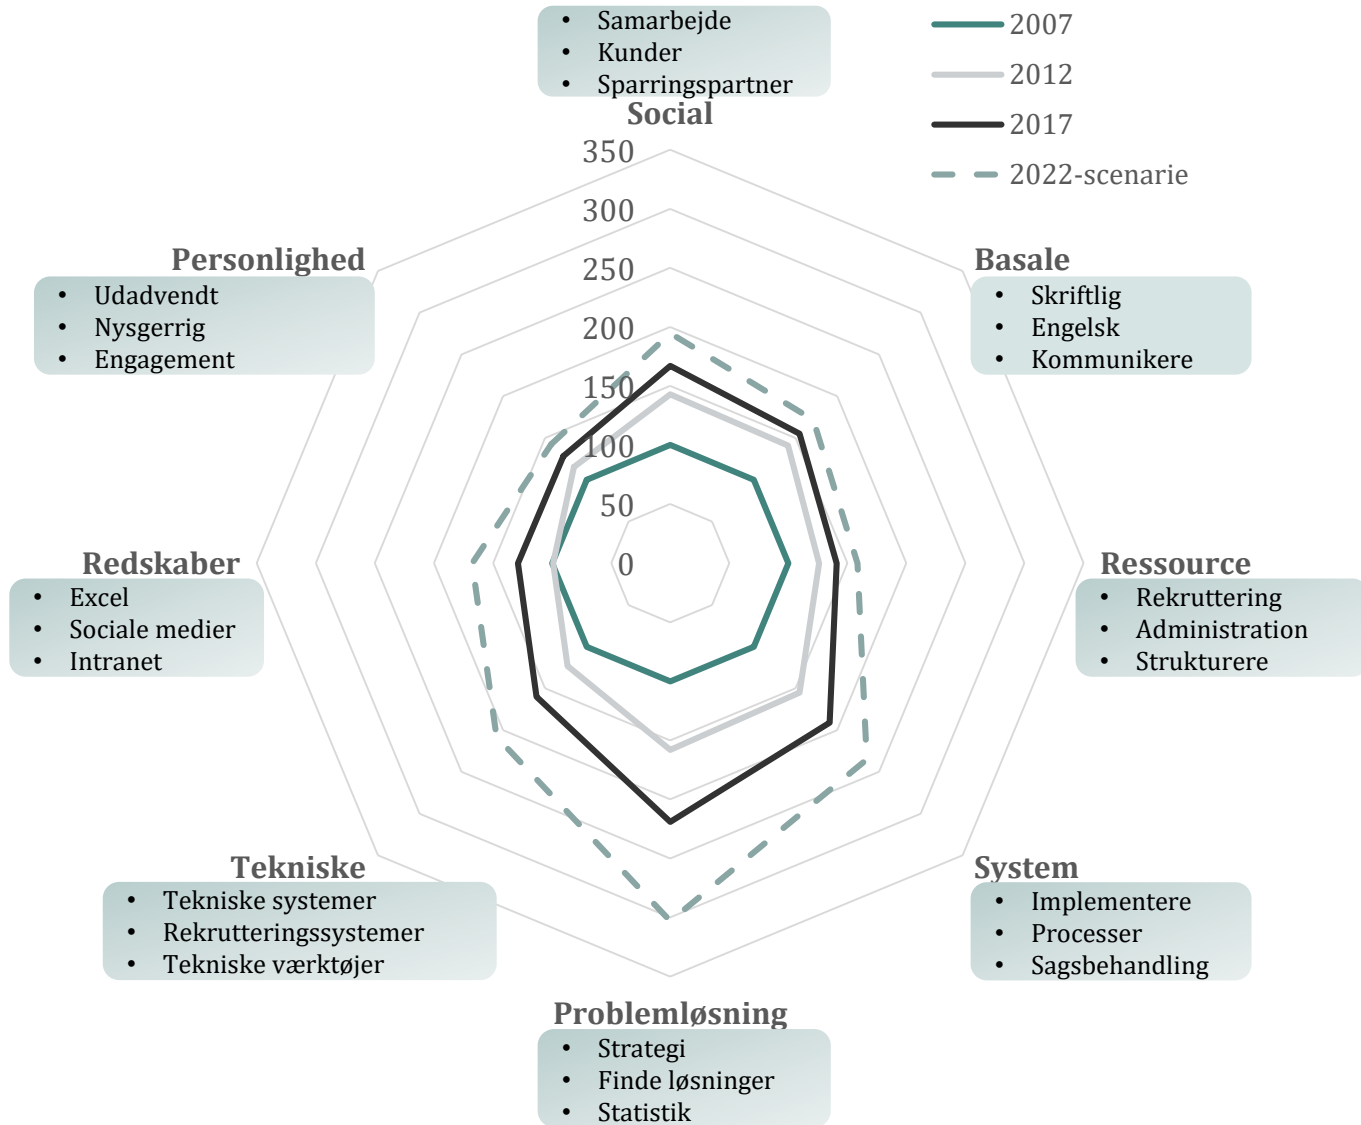 • Samarbejde
• Kunder
• Sparringspartner
Social
2007
2012
2017
2022-scenarie
350
300
250
200
150
100
50
0
Personlighed
• Udadvendt
• Nysgerrig
• Engagement
Basale
• Skriftlig
• Engelsk
• Kommunikere
Redskaber
• Excel
• Sociale medier
• Intranet
Ressource
• Rekruttering
• Administration
• Strukturere
Tekniske
• Tekniske systemer
• Rekrutteringssystemer
• Tekniske værktøjer
System
• Implementere
• Processer
• Sagsbehandling
Problemløsning
• Strategi
• Finde løsninger
• Statistik